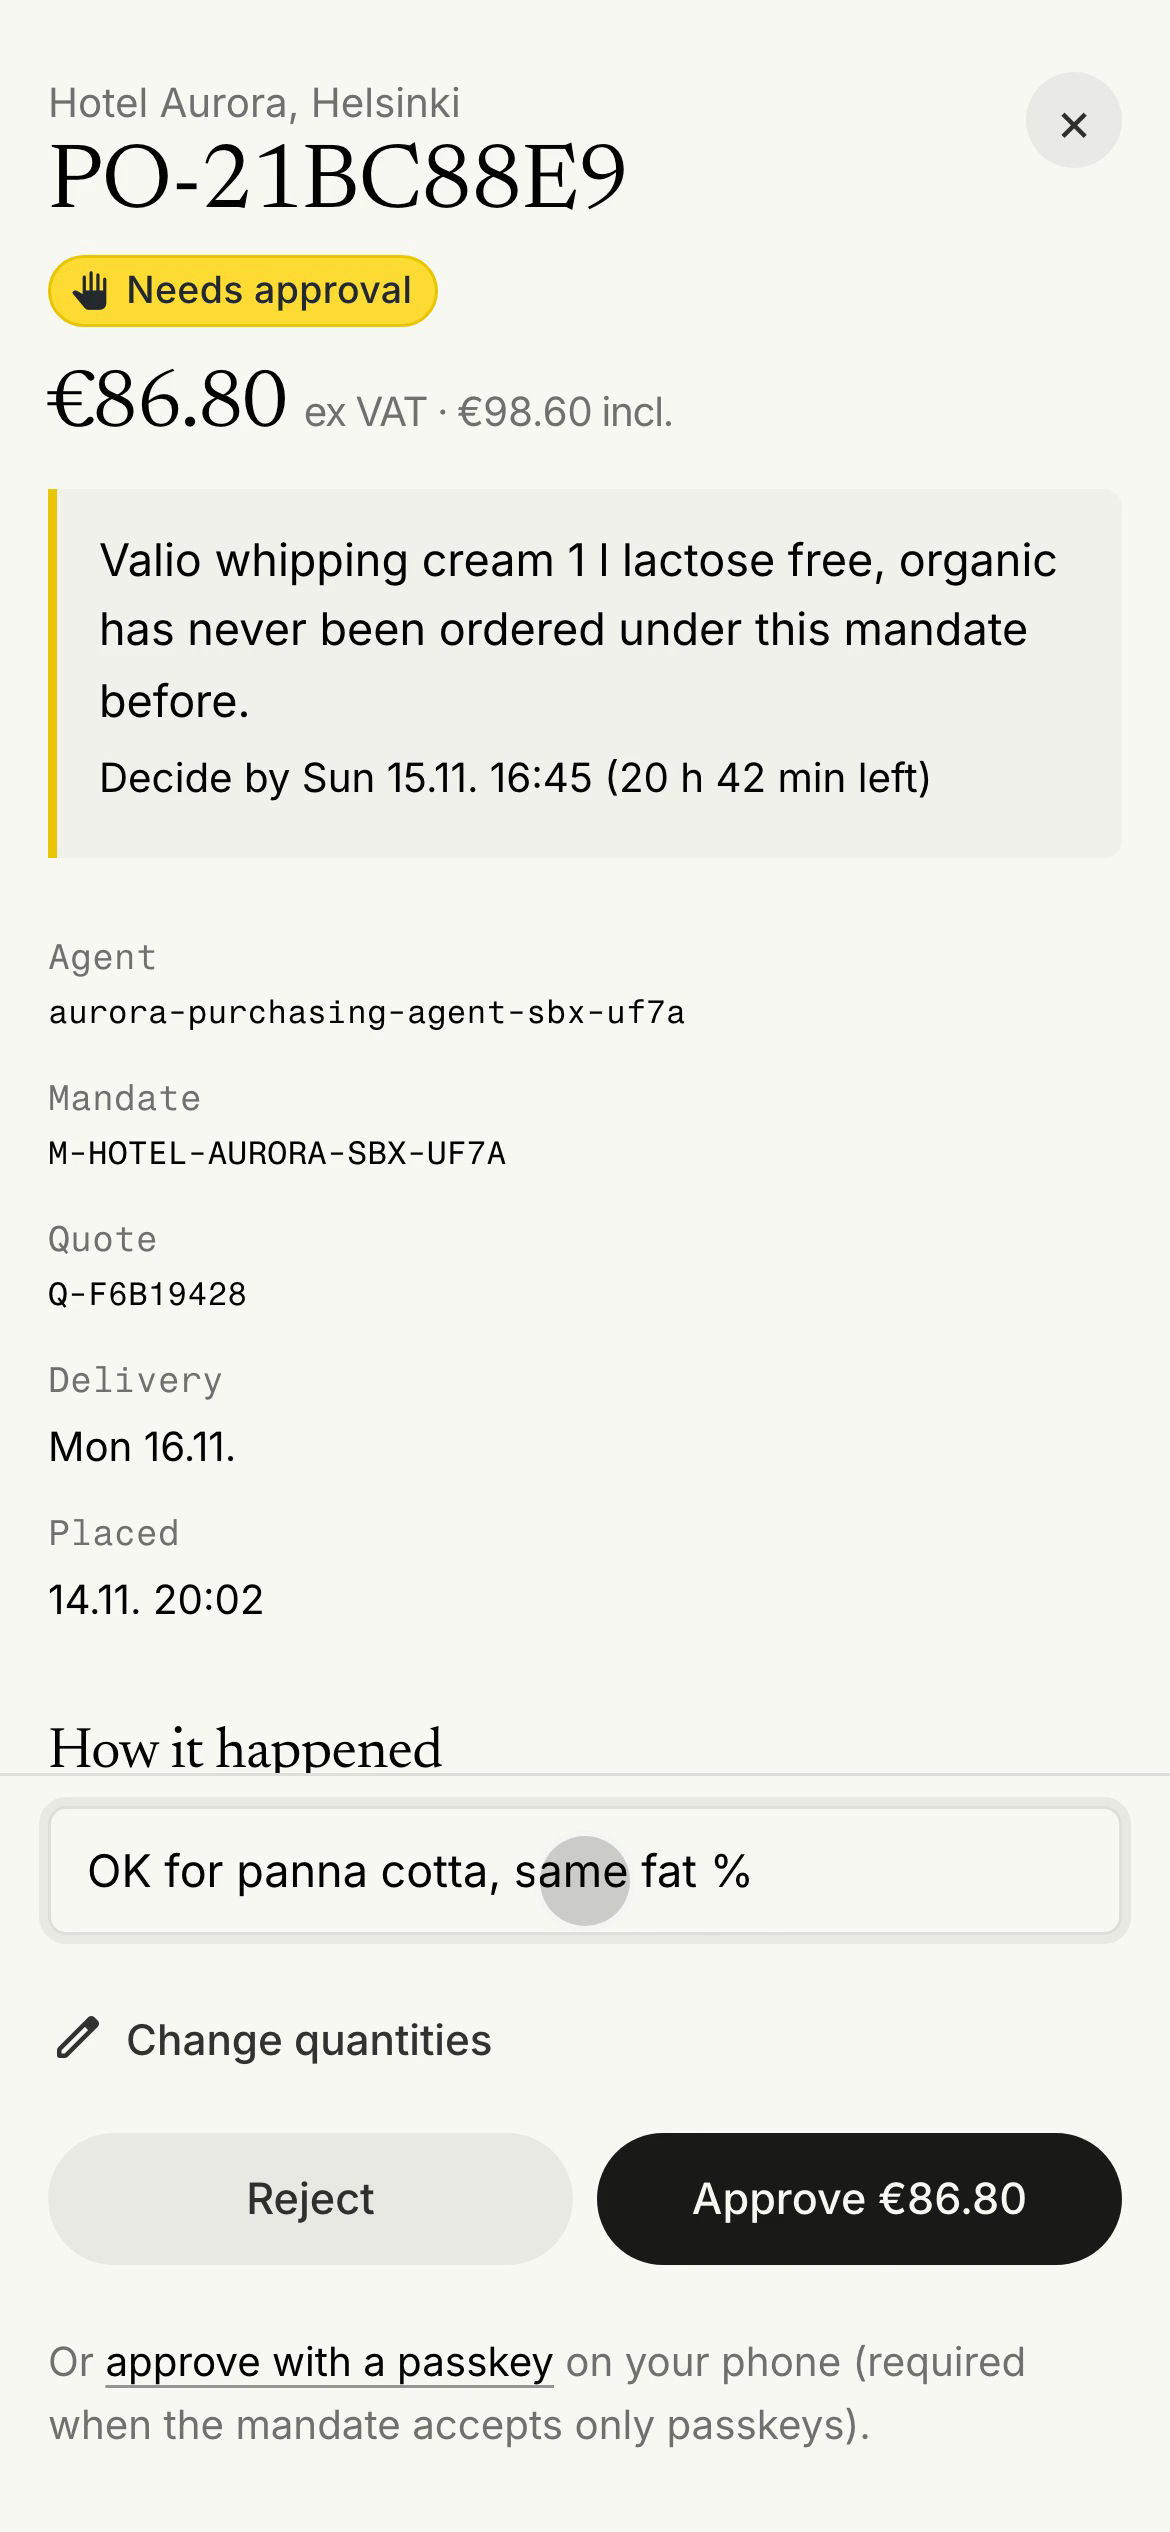 Hotel Aurora, Helsinki
PO-21BC88E9
Needs approval
€86.80 ex VAT · €98.60 incl.
Valio whipping cream 1 l lactose free, organic
has never been ordered under this mandate
before.
Decide by Sun 15.11. 16:45 (20 h 42 min left)
Agent
aurora-purchasing-agent-sbx-uf7a
Mandate
M-HOTEL-AURORA-SBX-UF7A
Quote
Q-F6B19428
Delivery
Mon 16.11.
Placed
14.11. 20:02
How it happened
OK for panna cotta, same fat %
Change quantities
Reject
Approve €86.80
Or approve with a passkey on your phone (required
when the mandate accepts only passkeys).